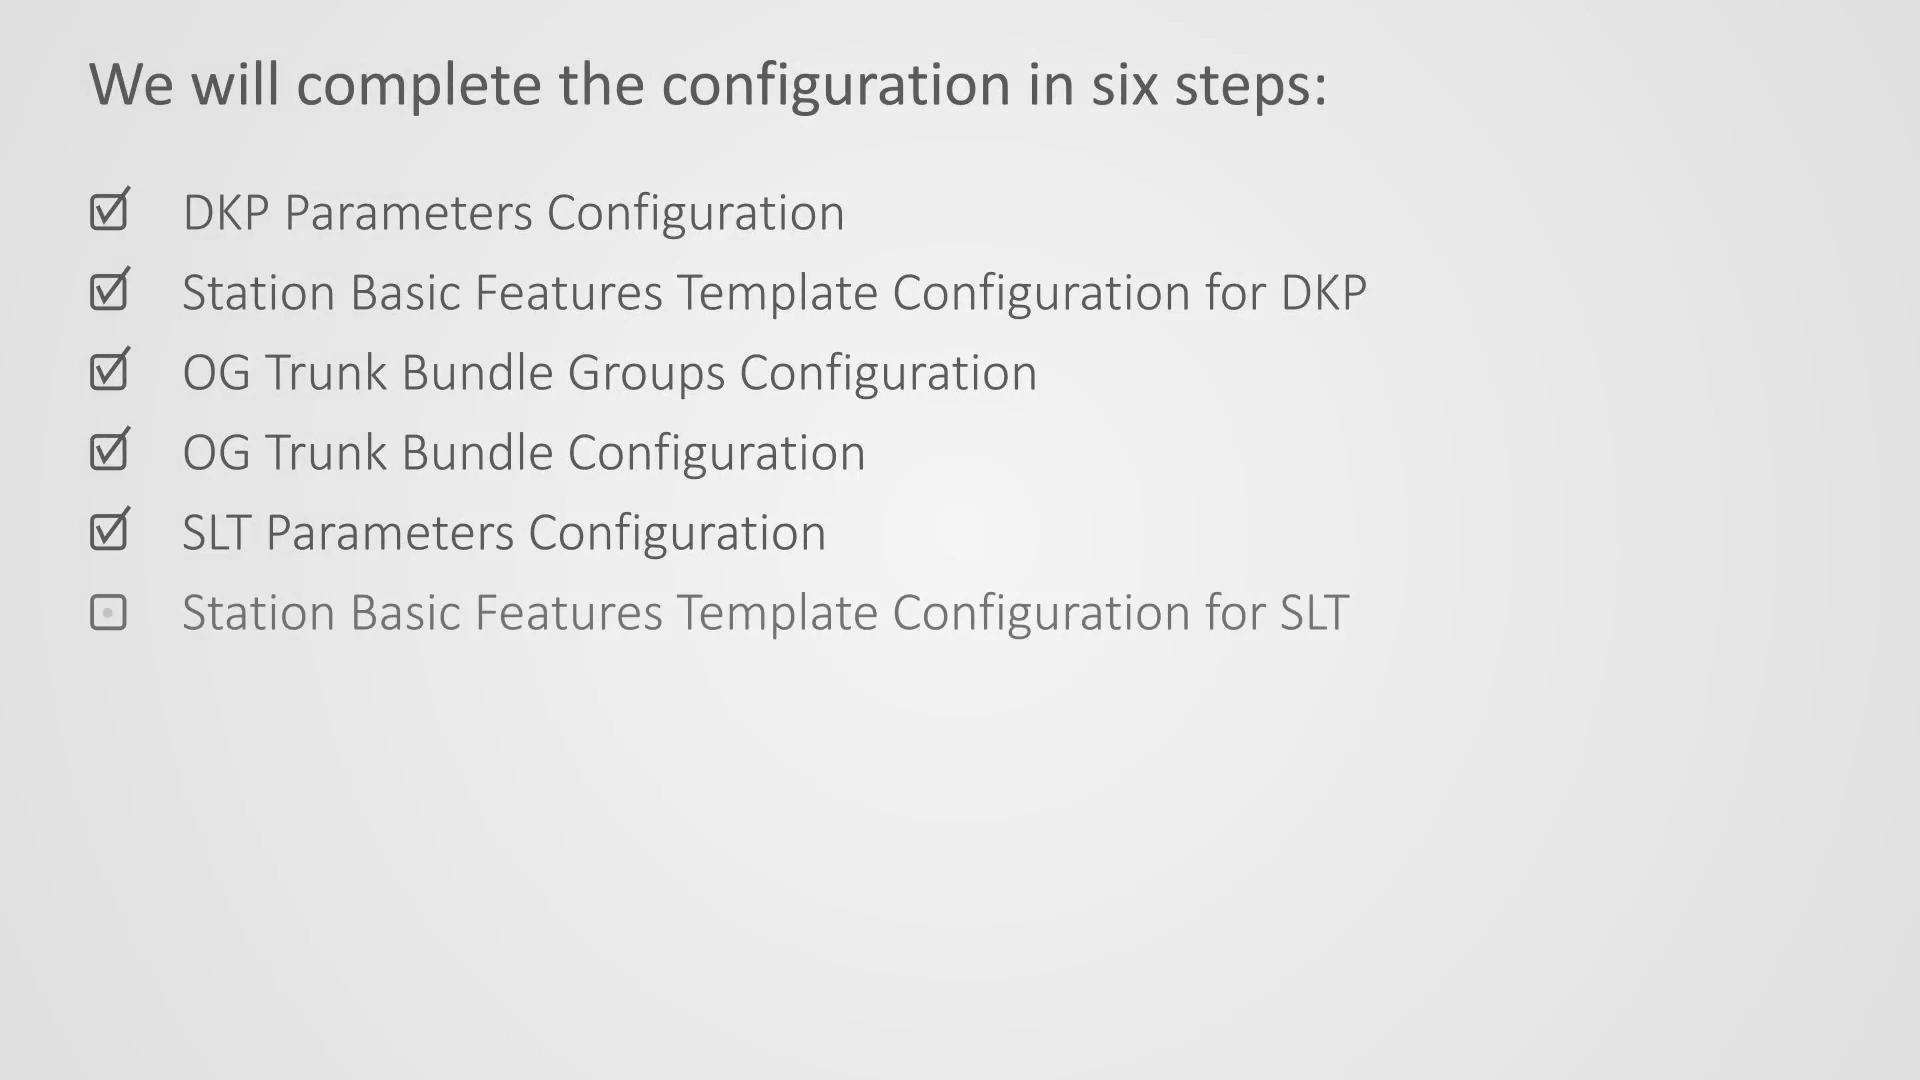 We will complete the configuration in six steps:
DKP Parameters Configuration
Station Basic Features Template Configuration for DKP
OG Trunk Bundle Groups Configuration
OG Trunk Bundle Configuration
SLT Parameters Configuration
Station Basic Features Template Configuration for SLT